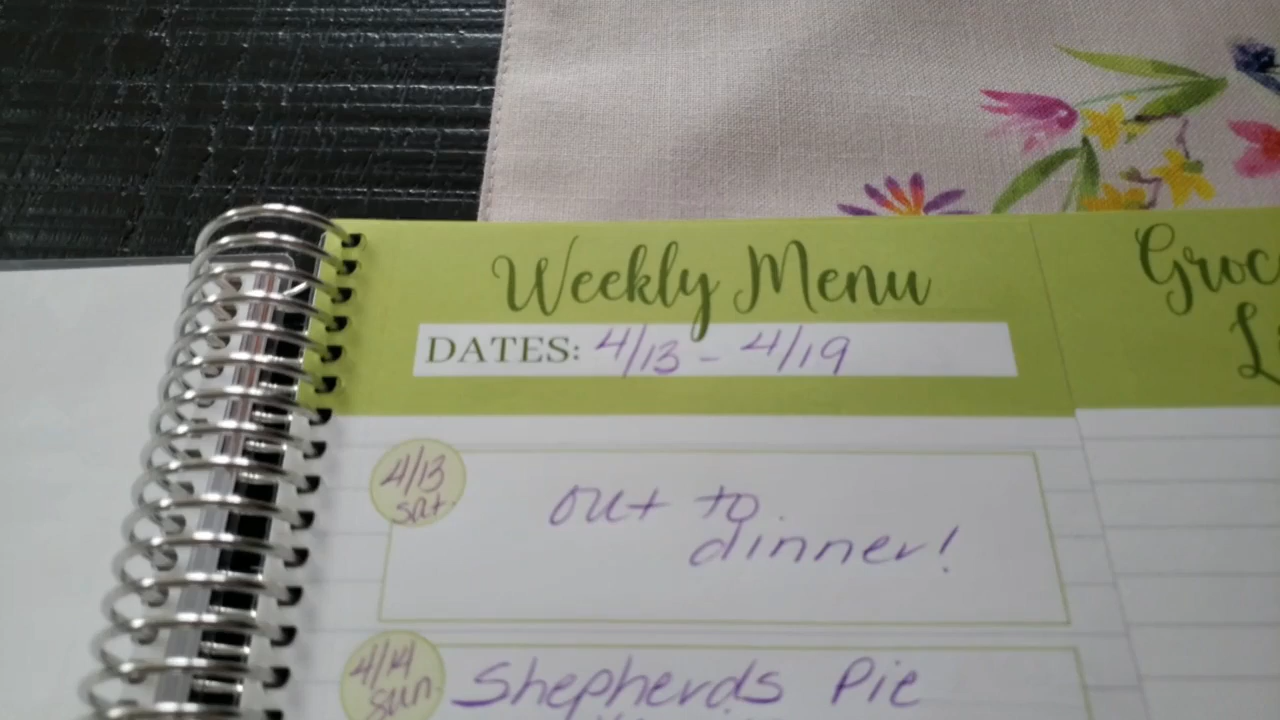 Weekly Menu
DATES: 4/13 - 4/19
4/13
sat.
out to
dinner!
4/14
sun.
Shepherds Pie